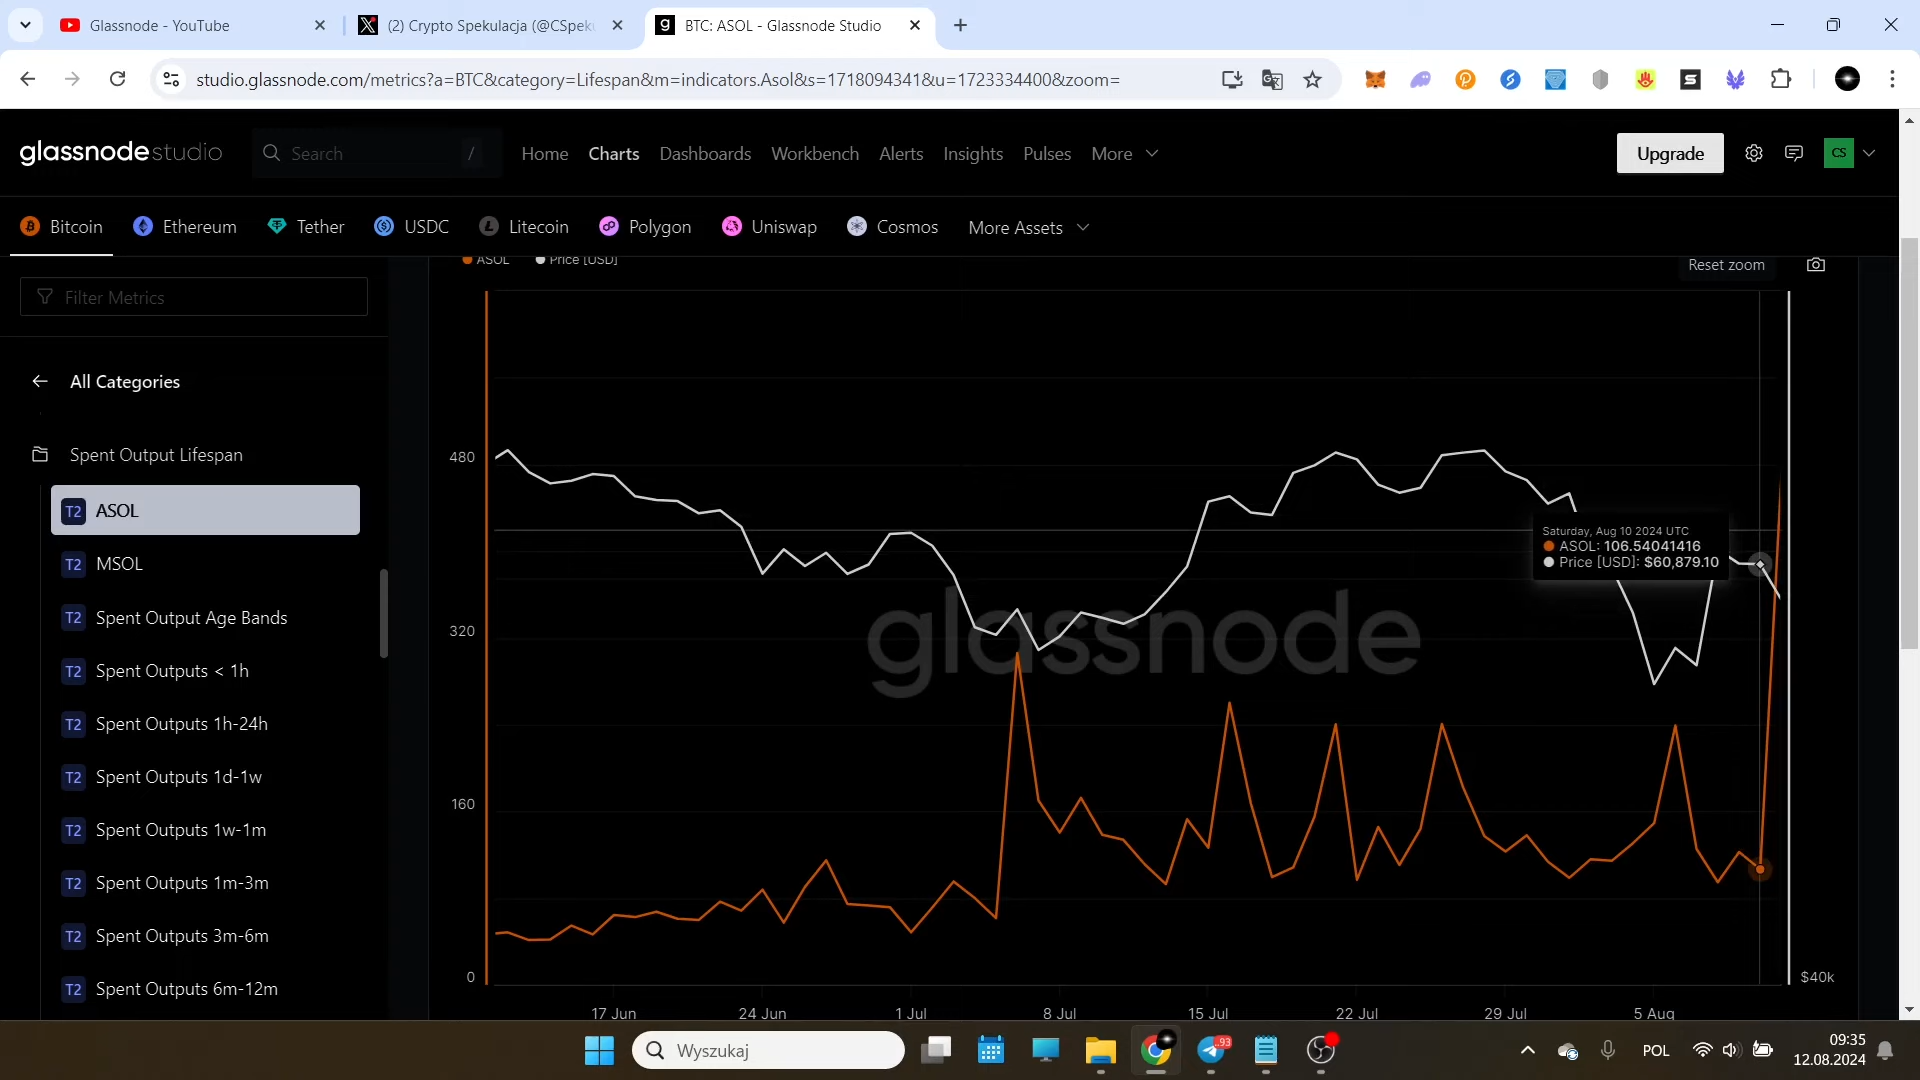 Glassnode - YouTube
(2) Crypto Spekulacja (@CSpeku
BTC: ASOL - Glassnode Studio
studio.glassnode.com/metrics?a=BTC&category=Lifespan&m=indicators.Asol&s=1718094341&u=1723334400&zoom=
glassnodestudio
Search /
Home Charts Dashboards Workbench Alerts Insights Pulses More
Upgrade
CS
Bitcoin Ethereum Tether USDC Litecoin Polygon Uniswap Cosmos More Assets
ASOL Price [USD]
Reset zoom
Filter Metrics
All Categories
Spent Output Lifespan
T2 ASOL
T2 MSOL
T2 Spent Output Age Bands
T2 Spent Outputs < 1h
T2 Spent Outputs 1h-24h
T2 Spent Outputs 1d-1w
T2 Spent Outputs 1w-1m
T2 Spent Outputs 1m-3m
T2 Spent Outputs 3m-6m
T2 Spent Outputs 6m-12m
480
320
160
0
$40k
glassnode
Saturday, Aug 10 2024 UTC
ASOL: 106.54041416
Price [USD]: $60,879.10
17 Jun 24 Jun 1 Jul 8 Jul 15 Jul 22 Jul 29 Jul 5 Aug
Wyszukaj
93
POL
09:35
12.08.2024